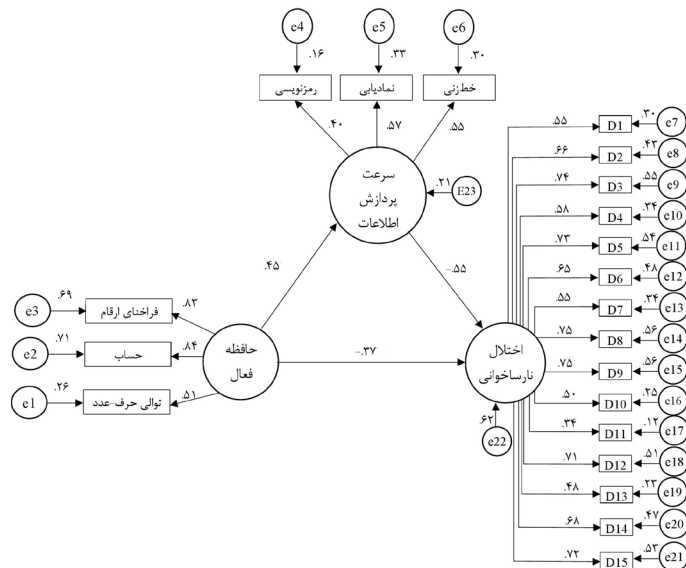 e4
e5
e6
.۱۶
.۳۳
.۳۰
رمزنویسی
نمادیابی
خط‌زنی
.۴۰
.۵۷
.۵۵
سرعت
پردازش
اطلاعات
.۲۱
E23
.۴۵
-.۵۵
e3
.۶۹
فراخنای ارقام
.۸۳
e2
.۷۱
حساب
.۸۴
e1
.۲۶
توالی حرف-عدد
.۵۱
حافظه
فعال
-.۳۷
اختلال
نارساخوانی
.۶۲
e22
.۵۵
D1
.۳۰
e7
.۶۶
D2
.۴۳
e8
.۷۴
D3
.۵۵
e9
.۵۸
D4
.۳۴
e10
.۷۳
D5
.۵۴
e11
.۶۵
D6
.۴۸
e12
.۵۵
D7
.۳۴
e13
.۷۵
D8
.۵۶
e14
.۷۵
D9
.۵۶
e15
.۵۰
D10
.۲۵
e16
.۳۴
D11
.۱۲
e17
.۷۱
D12
.۵۱
e18
.۴۸
D13
.۲۳
e19
.۶۸
D14
.۴۷
e20
.۷۲
D15
.۵۳
e21